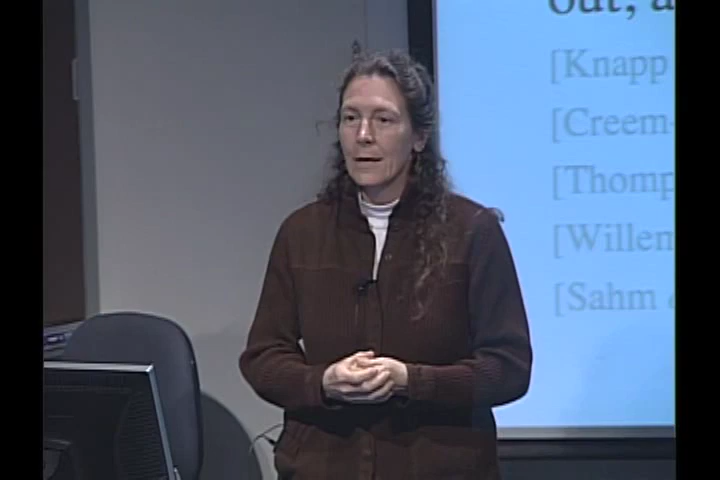 out, a
[Knapp
[Creem-
[Thomp
[Willem
[Sahm &